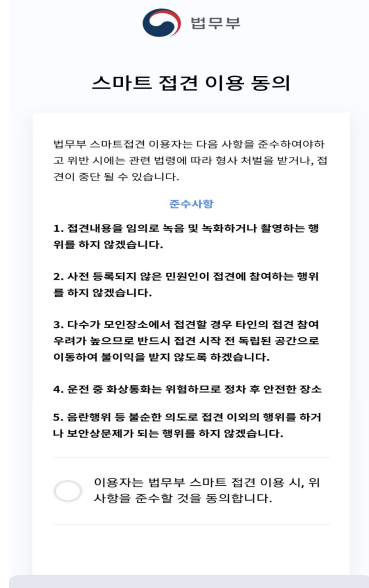 법무부
스마트 접견 이용 동의
법무부 스마트접견 이용자는 다음 사항을 준수하여야하
고 위반 시에는 관련 법령에 따라 형사 처벌을 받거나, 접
견이 중단 될 수 있습니다.
준수사항
1. 접견내용을 임의로 녹음 및 녹화하거나 촬영하는 행
위를 하지 않겠습니다.
2. 사전 등록되지 않은 민원인이 접견에 참여하는 행위
를 하지 않겠습니다.
3. 다수가 모인장소에서 접견할 경우 타인의 접견 참여
우려가 높으므로 반드시 접견 시작 전 독립된 공간으로
이동하여 불이익을 받지 않도록 하겠습니다.
4. 운전 중 화상통화는 위험하므로 정차 후 안전한 장소
5. 음란행위 등 불순한 의도로 접견 이외의 행위를 하거
나 보안상문제가 되는 행위를 하지 않겠습니다.
이용자는 법무부 스마트 접견 이용 시, 위
사항을 준수할 것을 동의합니다.